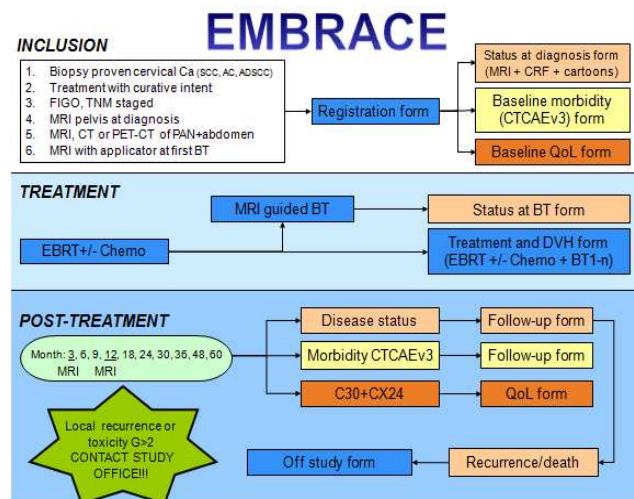 EMBRACE
INCLUSION
1. Biopsy proven cervical Ca (SCC, AC, ADSCC)
2. Treatment with curative intent
3. FIGO, TNM staged
4. MRI pelvis at diagnosis
5. MRI, CT or PET-CT of PAN+abdomen
6. MRI with applicator at first BT
Registration form
Status at diagnosis form
(MRI + CRF + cartoons)
Baseline morbidity
(CTCAEv3) form
Baseline QoL form
TREATMENT
MRI guided BT
Status at BT form
EBRT+/- Chemo
Treatment and DVH form
(EBRT +/- Chemo + BT1-n)
POST-TREATMENT
Month: 3, 6, 9, 12, 18, 24, 30, 36, 48, 60
MRI MRI
Disease status
Follow-up form
Morbidity CTCAEv3
Follow-up form
C30+CX24
QoL form
Local recurrence or
toxicity G>2
CONTACT STUDY
OFFICE!!!
Off study form
Recurrence/death